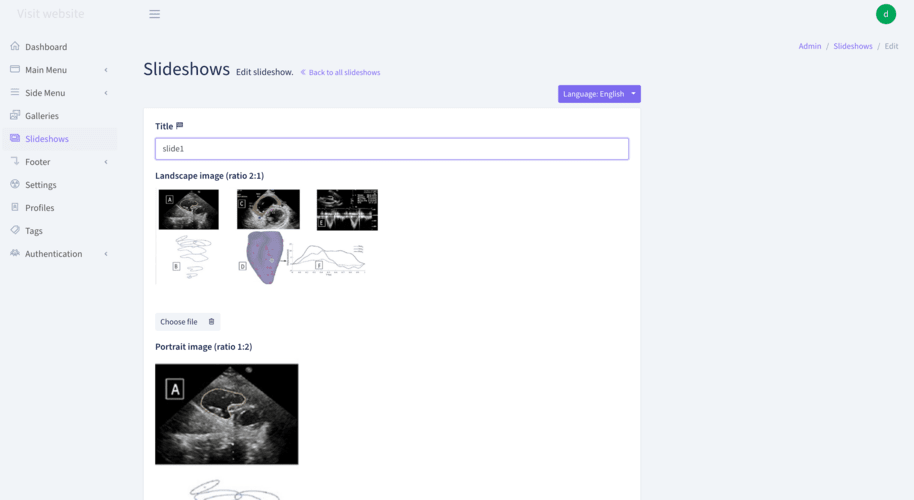 Visit website
d
Admin / Slideshows / Edit
Dashboard
Main Menu
Side Menu
Galleries
Slideshows
Footer
Settings
Profiles
Tags
Authentication
Slideshows Edit slideshow. « Back to all slideshows
Language: English
Title
slide1
Landscape image (ratio 2:1)
A
C
E
B
D
F
Choose file
Portrait image (ratio 1:2)
A